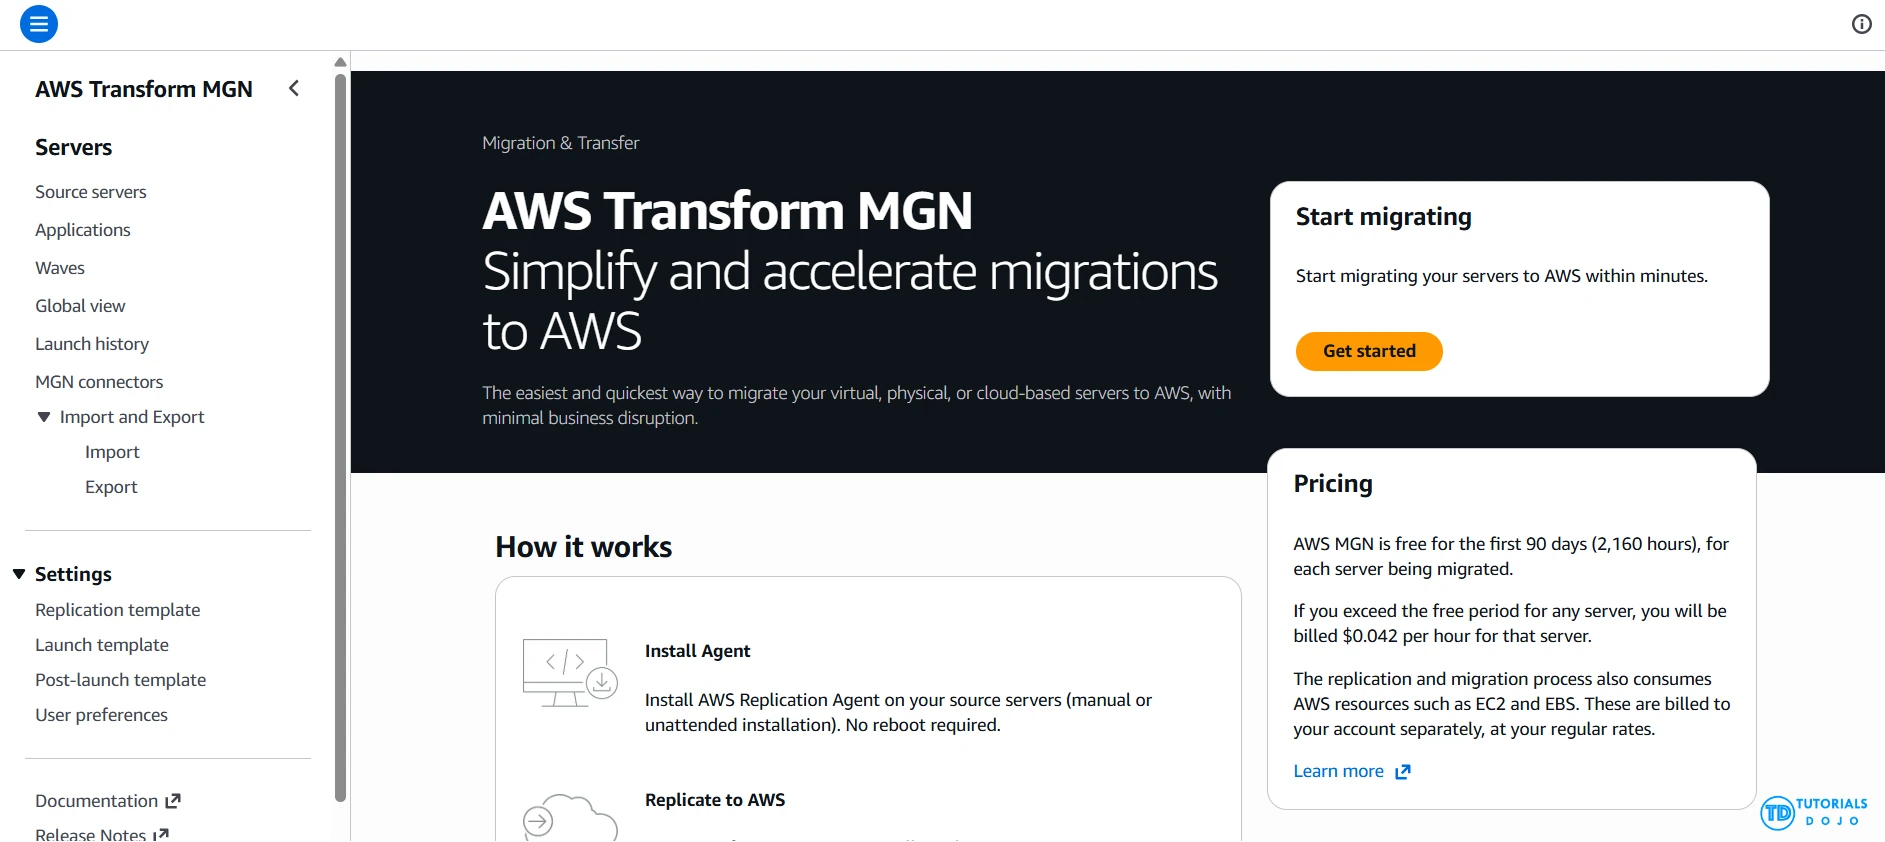 AWS Transform MGN
Servers
Source servers
Applications
Waves
Global view
Launch history
MGN connectors
Import and Export
Import
Export
Settings
Replication template
Launch template
Post-launch template
User preferences
Documentation
Release Notes
Migration & Transfer
AWS Transform MGN
Simplify and accelerate migrations
to AWS
The easiest and quickest way to migrate your virtual, physical, or cloud-based servers to AWS, with
minimal business disruption.
Start migrating
Start migrating your servers to AWS within minutes.
Get started
How it works
Install Agent
Install AWS Replication Agent on your source servers (manual or
unattended installation). No reboot required.
Replicate to AWS
Pricing
AWS MGN is free for the first 90 days (2,160 hours), for
each server being migrated.
If you exceed the free period for any server, you will be
billed $0.042 per hour for that server.
The replication and migration process also consumes
AWS resources such as EC2 and EBS. These are billed to
your account separately, at your regular rates.
Learn more
TD TUTORIALS
DOJO